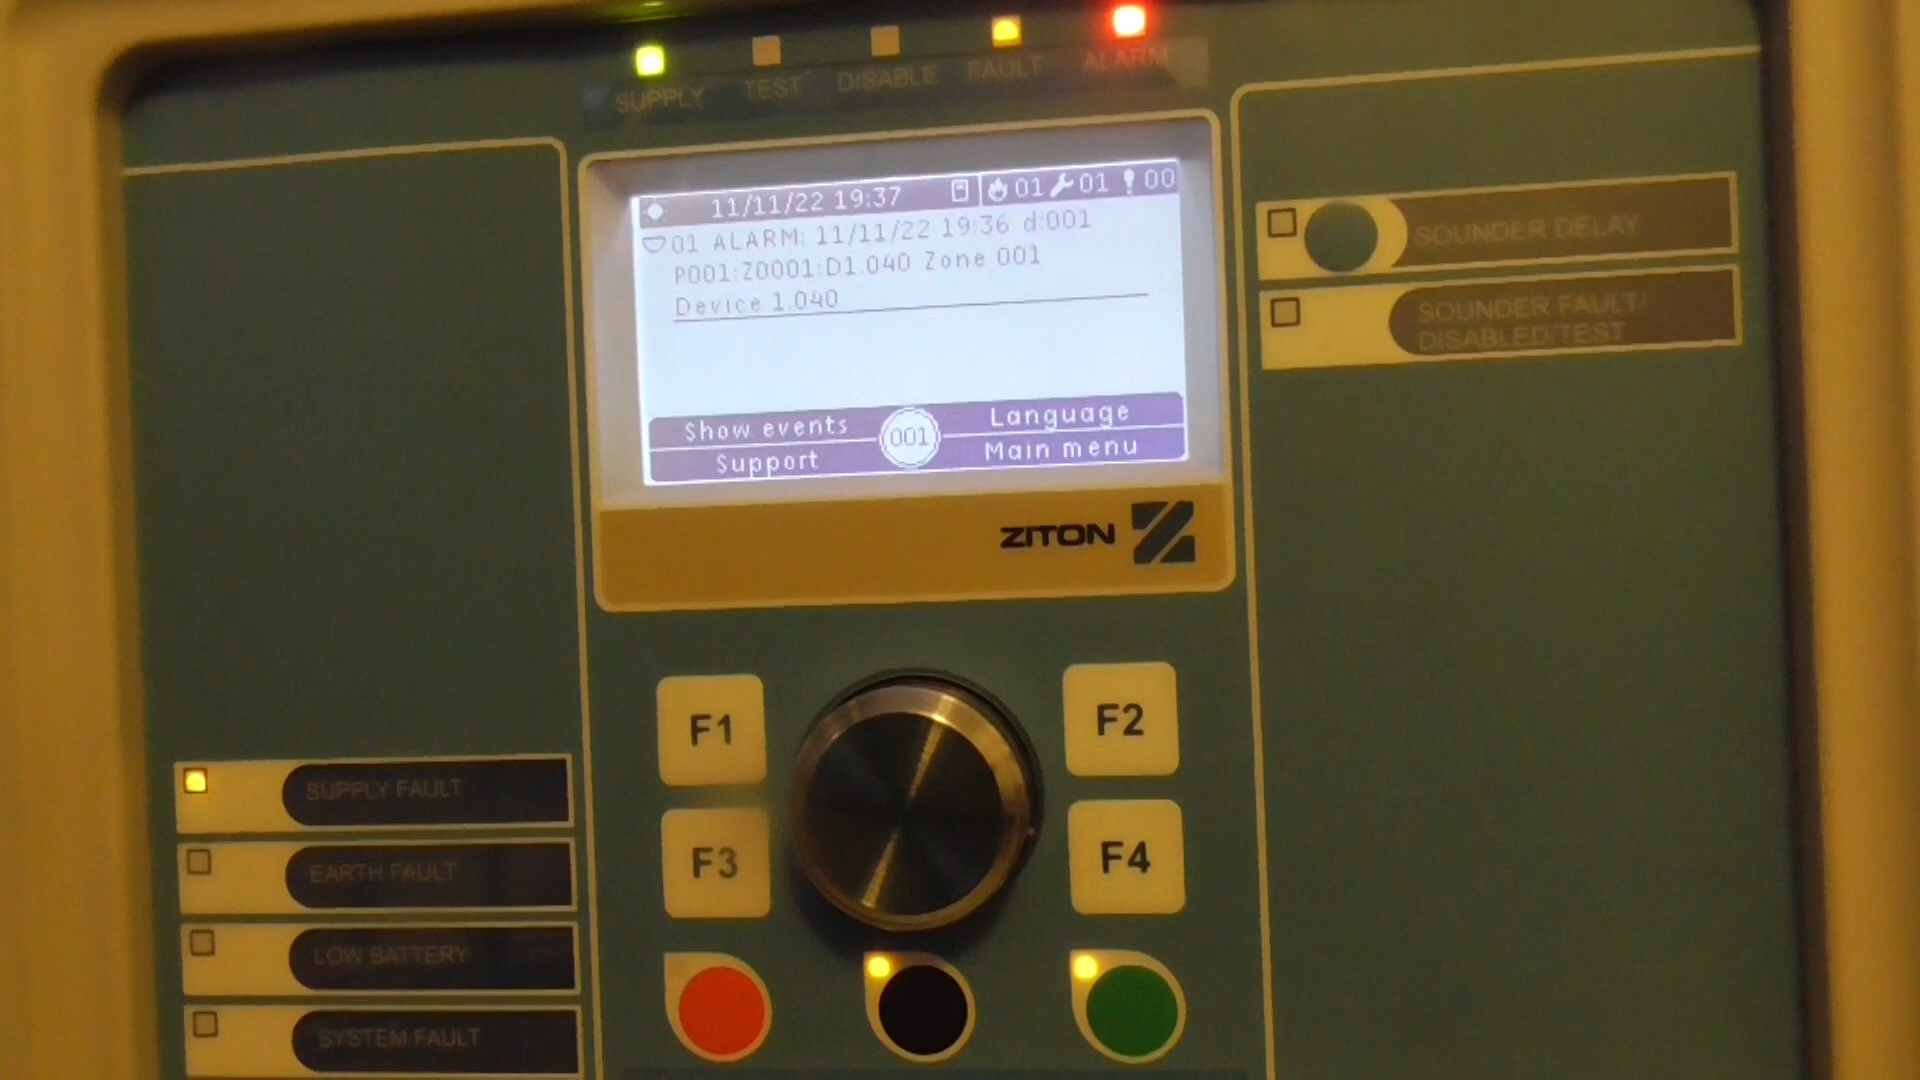 SUPPLY TEST DISABLE FAULT ALARM
11/11/22 19:37 01 01 00
01 ALARM: 11/11/22 19:36 d:001
P001:Z0001:D1.040 Zone 001
Device 1.040
Show events 001 Language
Support Main menu
ZITON
SOUNDER DELAY
SOUNDER FAULT/
DISABLED/TEST
F1 F2
F3 F4
SUPPLY FAULT
EARTH FAULT
LOW BATTERY
SYSTEM FAULT